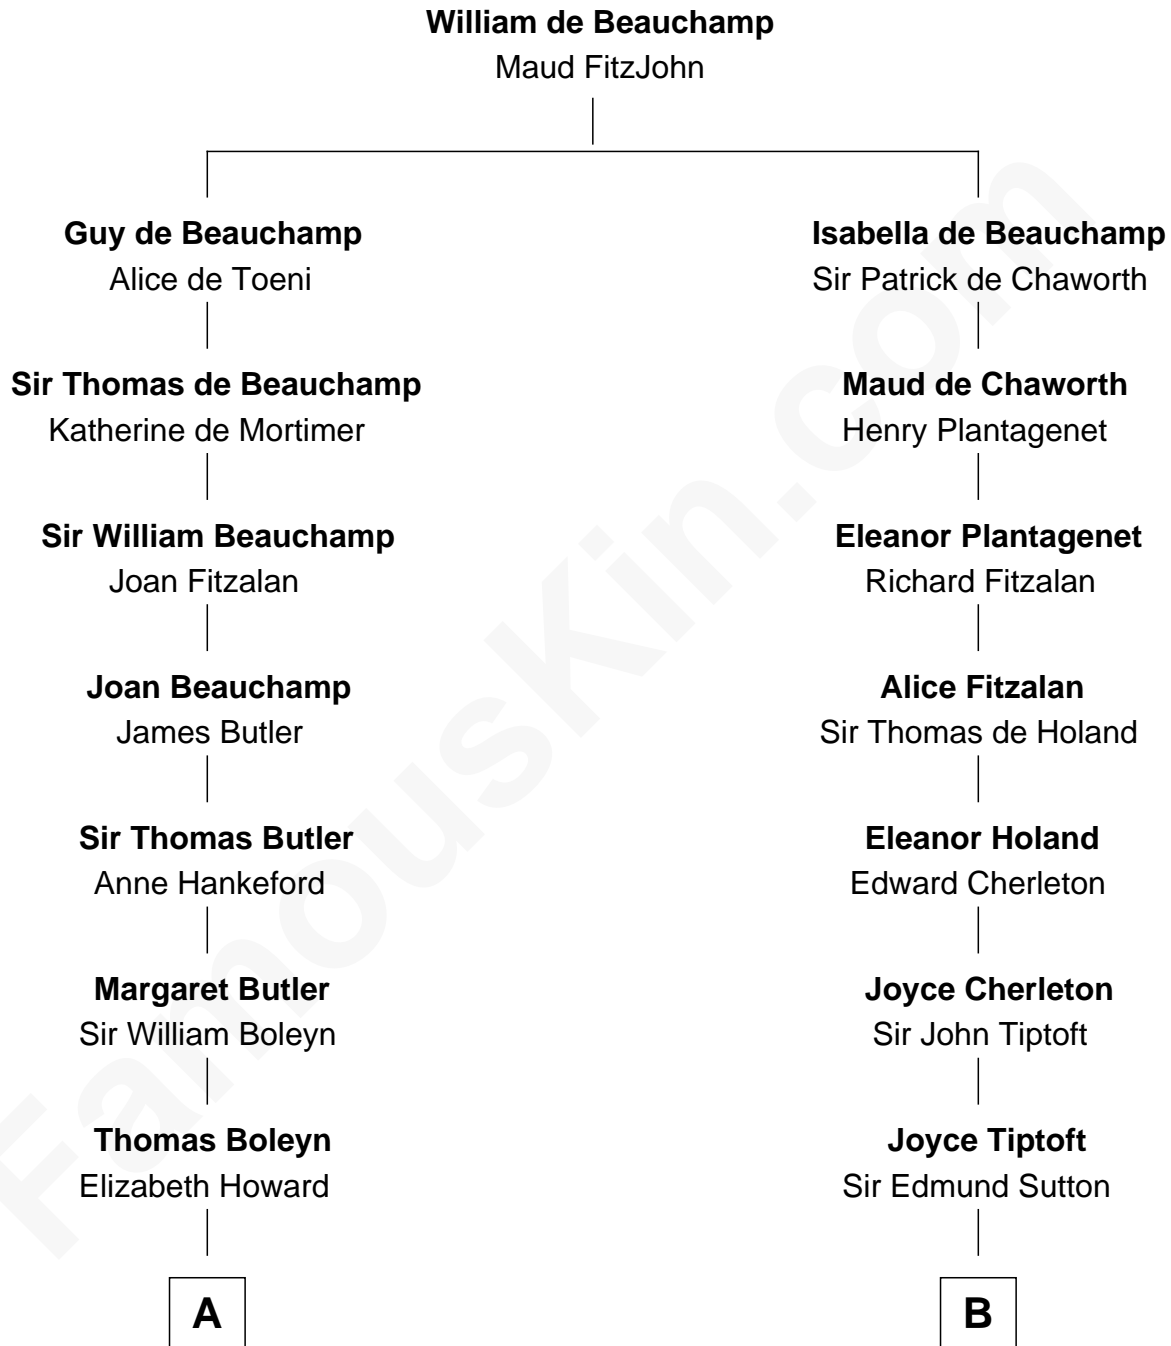 William de Beauchamp
Maud FitzJohn
Guy de Beauchamp
Alice de Toeni
Isabella de Beauchamp
Sir Patrick de Chaworth
Sir Thomas de Beauchamp
Katherine de Mortimer
Maud de Chaworth
Henry Plantagenet
Sir William Beauchamp
Joan Fitzalan
Eleanor Plantagenet
Richard Fitzalan
Joan Beauchamp
James Butler
Alice Fitzalan
Sir Thomas de Holand
Sir Thomas Butler
Anne Hankeford
Eleanor Holand
Edward Cherleton
Margaret Butler
Sir William Boleyn
Joyce Cherleton
Sir John Tiptoft
Thomas Boleyn
Elizabeth Howard
Joyce Tiptoft
Sir Edmund Sutton
A
B
FamousKin.com